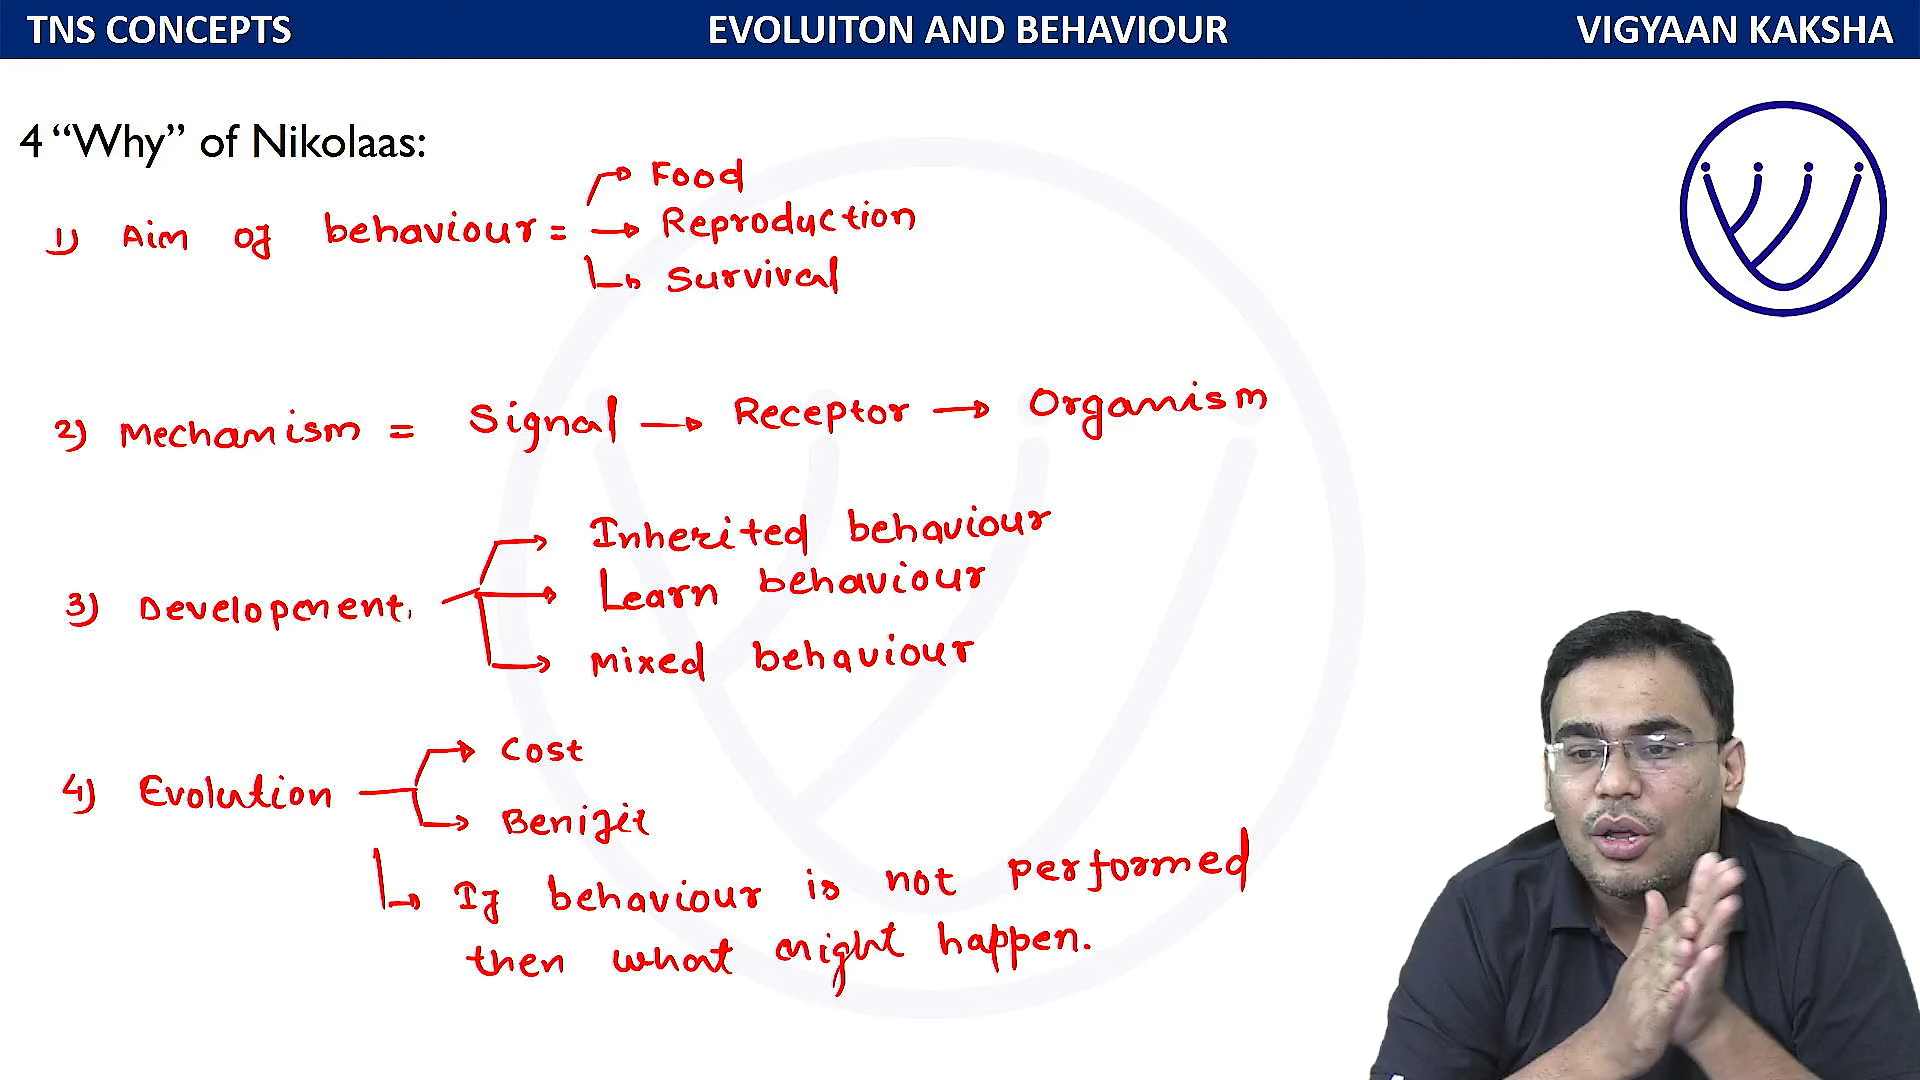 TNS CONCEPTS EVOLUITON AND BEHAVIOUR VIGYAAN KAKSHA
4 “Why” of Nikolaas:
1) Aim of behaviour = → Food
→ Reproduction
↳ Survival
2) Mechanism = Signal → Receptor → Organism
3) Development → Inherited behaviour
→ Learn behaviour
→ mixed behaviour
4) Evolution → Cost
→ Benifit
↳ If behaviour is not performed
then what might happen.